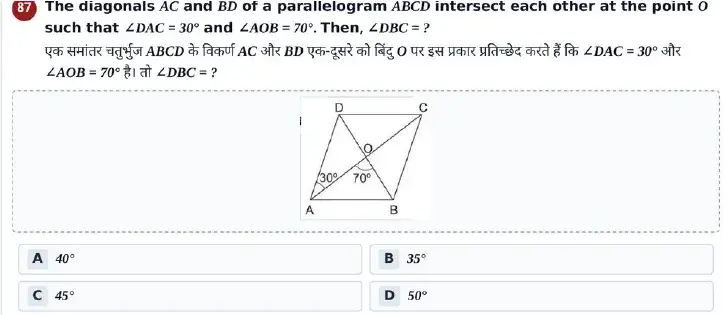 87 The diagonals AC and BD of a parallelogram ABCD intersect each other at the point O
such that ∠DAC = 30° and ∠AOB = 70°. Then, ∠DBC = ?
एक समांतर चतुर्भुज ABCD के विकर्ण AC और BD एक-दूसरे को बिंदु O पर इस प्रकार प्रतिच्छेद करते हैं कि ∠DAC = 30° और
∠AOB = 70° है। तो ∠DBC = ?
D C
O
30° 70°
A B
A 40° B 35°
C 45° D 50°